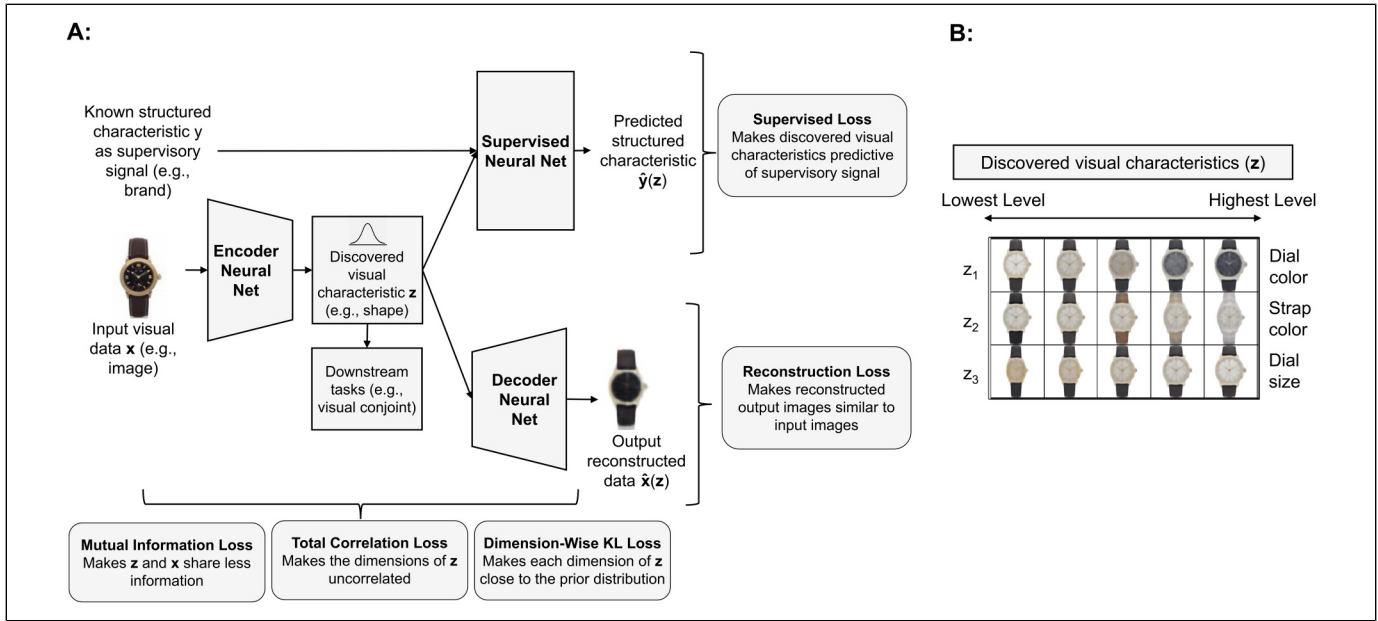 A:
Known structured
characteristic y
as supervisory
signal (e.g.,
brand)
Input visual
data x (e.g.,
image)
Encoder
Neural
Net
Discovered
visual
characteristic z
(e.g., shape)
Downstream
tasks (e.g.,
visual conjoint)
Supervised
Neural Net
Predicted
structured
characteristic
ŷ(z)
Supervised Loss
Makes discovered visual
characteristics predictive
of supervisory signal
Decoder
Neural
Net
Output
reconstructed
data x̂(z)
Reconstruction Loss
Makes reconstructed
output images similar to
input images
Mutual Information Loss
Makes z and x share less
information
Total Correlation Loss
Makes the dimensions of z
uncorrelated
Dimension-Wise KL Loss
Makes each dimension of z
close to the prior distribution
B:
Discovered visual characteristics (z)
Lowest Level Highest Level
z₁ Dial
color
z₂ Strap
color
z₃ Dial
size